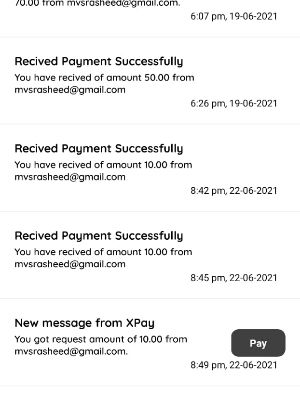 70.00 from mvsrasheed@gmail.com.
6:07 pm, 19-06-2021
Recived Payment Successfully
You have recived of amount 50.00 from
mvsrasheed@gmail.com
6:26 pm, 19-06-2021
Recived Payment Successfully
You have recived of amount 10.00 from
mvsrasheed@gmail.com
8:42 pm, 22-06-2021
Recived Payment Successfully
You have recived of amount 10.00 from
mvsrasheed@gmail.com
8:45 pm, 22-06-2021
New message from XPay
You got request amount of 10.00 from
mvsrasheed@gmail.com.
Pay
8:49 pm, 22-06-2021